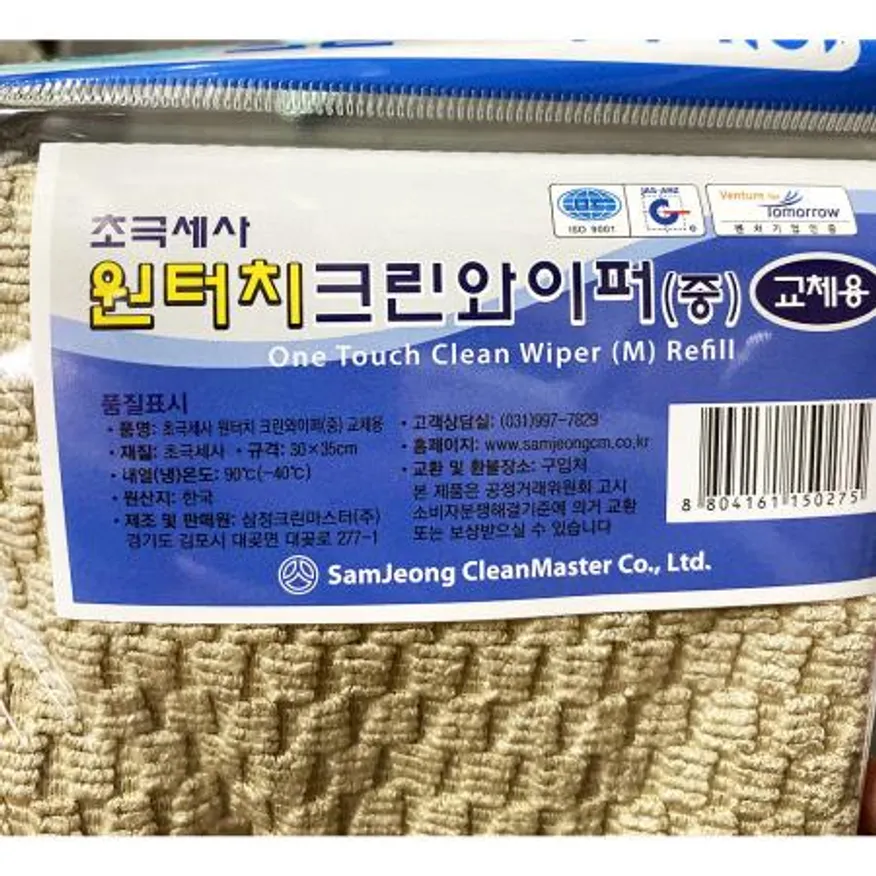 ISO 9001
JAS-ANZ
Venture for
Tomorrow
벤처기업인증
초극세사
원터치크린와이퍼(중) 교체용
One Touch Clean Wiper (M) Refill
품질표시
• 품명: 초극세사 원터치 크린와이퍼(중) 교체용
• 재질: 초극세사 • 규격: 30×35cm
• 내열(냉)온도: 90℃(-40℃)
• 원산지: 한국
• 제조 및 판매원: 삼정크린마스터(주)
경기도 김포시 대곶면 대곶로 277-1
• 고객상담실: (031)997-7829
• 홈페이지: www.samjeongcm.co.kr
• 교환 및 환불장소: 구입처
본 제품은 공정거래위원회 고시
소비자분쟁해결기준에 의거 교환
또는 보상받으실 수 있습니다
8 804161 150275
SamJeong CleanMaster Co., Ltd.